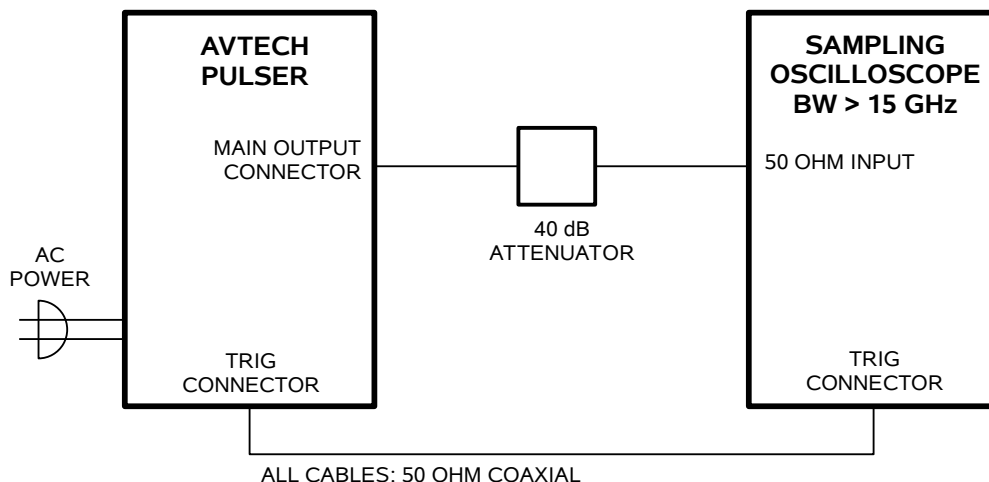 AVTECH
PULSER
MAIN OUTPUT
CONNECTOR
AC
POWER
TRIG
CONNECTOR
40 dB
ATTENUATOR
SAMPLING
OSCILLOSCOPE
BW > 15 GHz
50 OHM INPUT
TRIG
CONNECTOR
ALL CABLES: 50 OHM COAXIAL